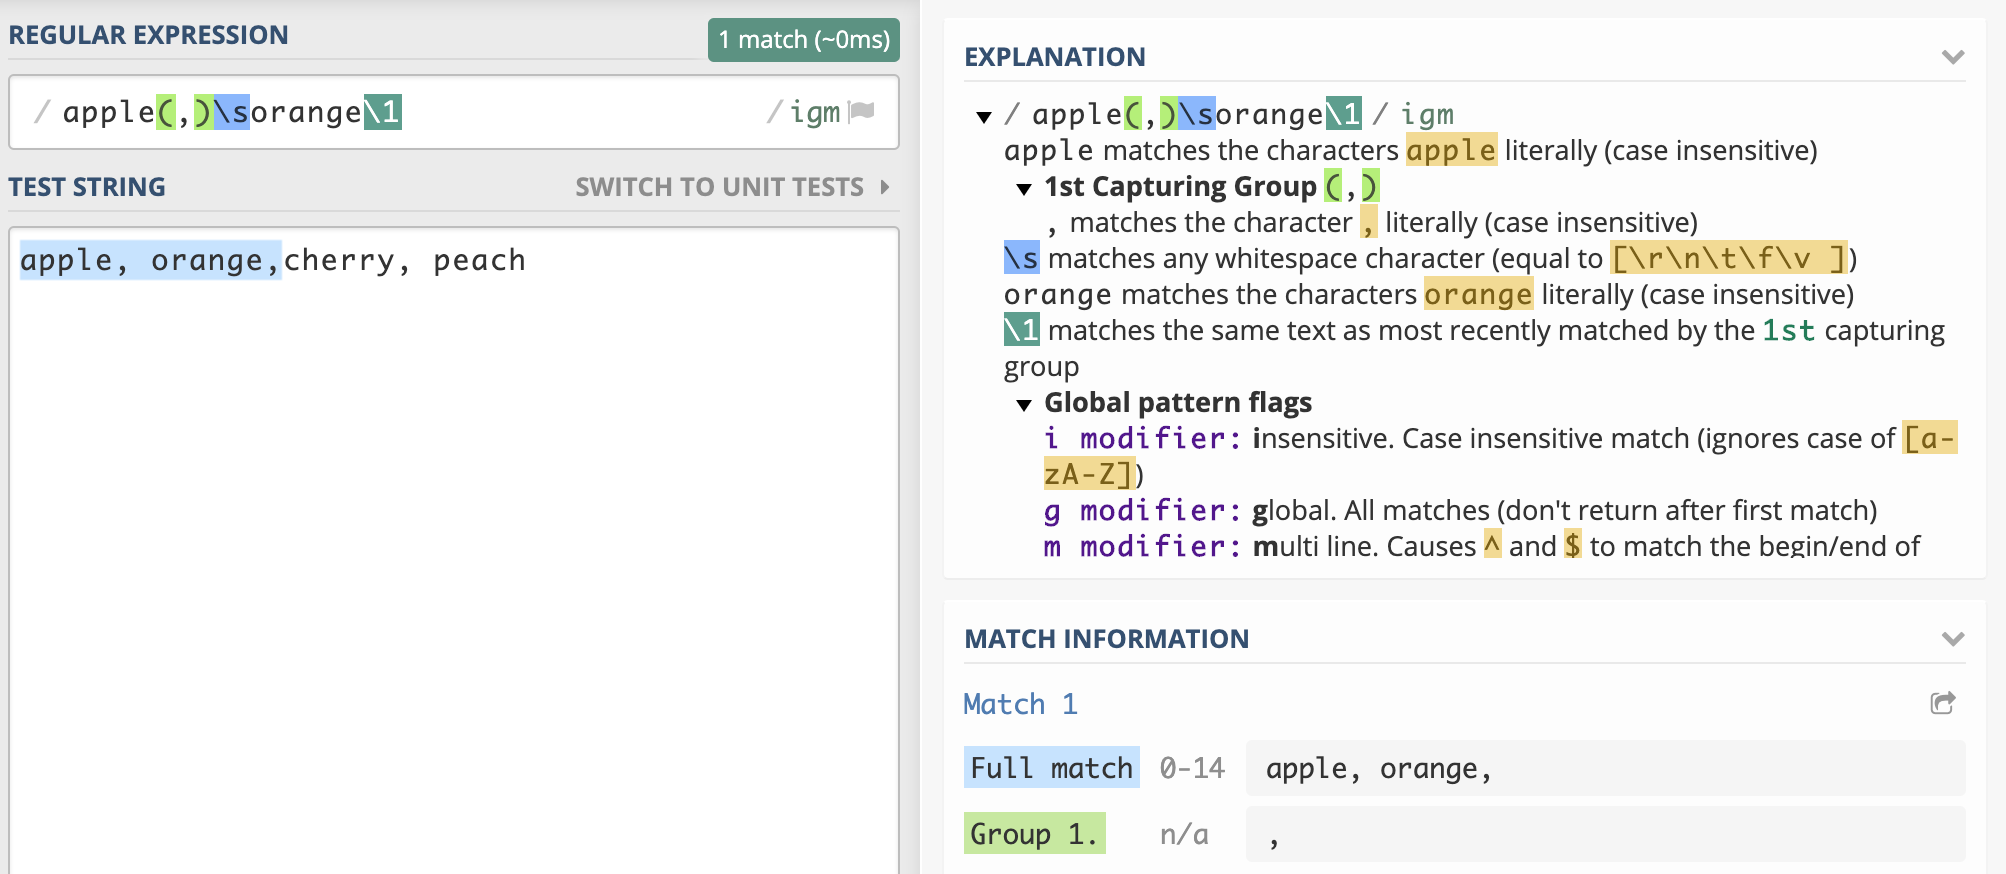 REGULAR EXPRESSION
1 match (~0ms)
/ apple(,)\sorange\1 / igm
TEST STRING
SWITCH TO UNIT TESTS
apple, orange,cherry, peach
EXPLANATION
/ apple(,)\sorange\1 / igm
apple matches the characters apple literally (case insensitive)
1st Capturing Group (,)
, matches the character , literally (case insensitive)
\s matches any whitespace character (equal to [\r\n\t\f\v ])
orange matches the characters orange literally (case insensitive)
\1 matches the same text as most recently matched by the 1st capturing
group
Global pattern flags
i modifier: insensitive. Case insensitive match (ignores case of [a-
zA-Z])
g modifier: global. All matches (don't return after first match)
m modifier: multi line. Causes ^ and $ to match the begin/end of
MATCH INFORMATION
Match 1
Full match 0-14 apple, orange,
Group 1. n/a ,